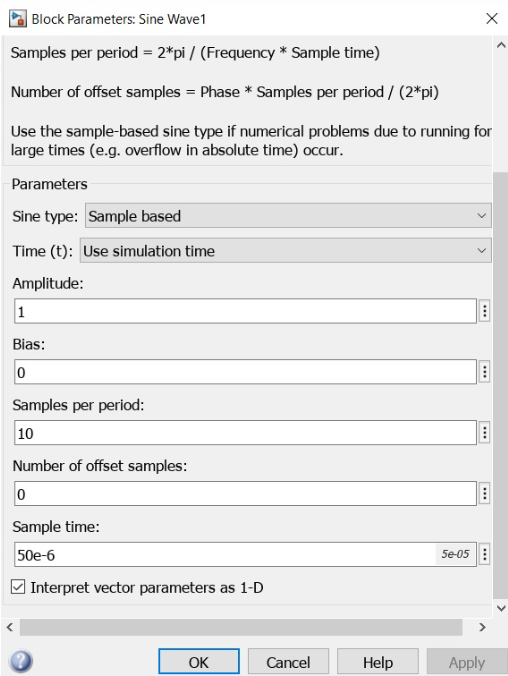 Block Parameters: Sine Wave1
Samples per period = 2*pi / (Frequency * Sample time)
Number of offset samples = Phase * Samples per period / (2*pi)
Use the sample-based sine type if numerical problems due to running for
large times (e.g. overflow in absolute time) occur.
Parameters
Sine type: Sample based
Time (t): Use simulation time
Amplitude:
1
Bias:
0
Samples per period:
10
Number of offset samples:
0
Sample time:
50e-6 5e-05
Interpret vector parameters as 1-D
OK Cancel Help Apply